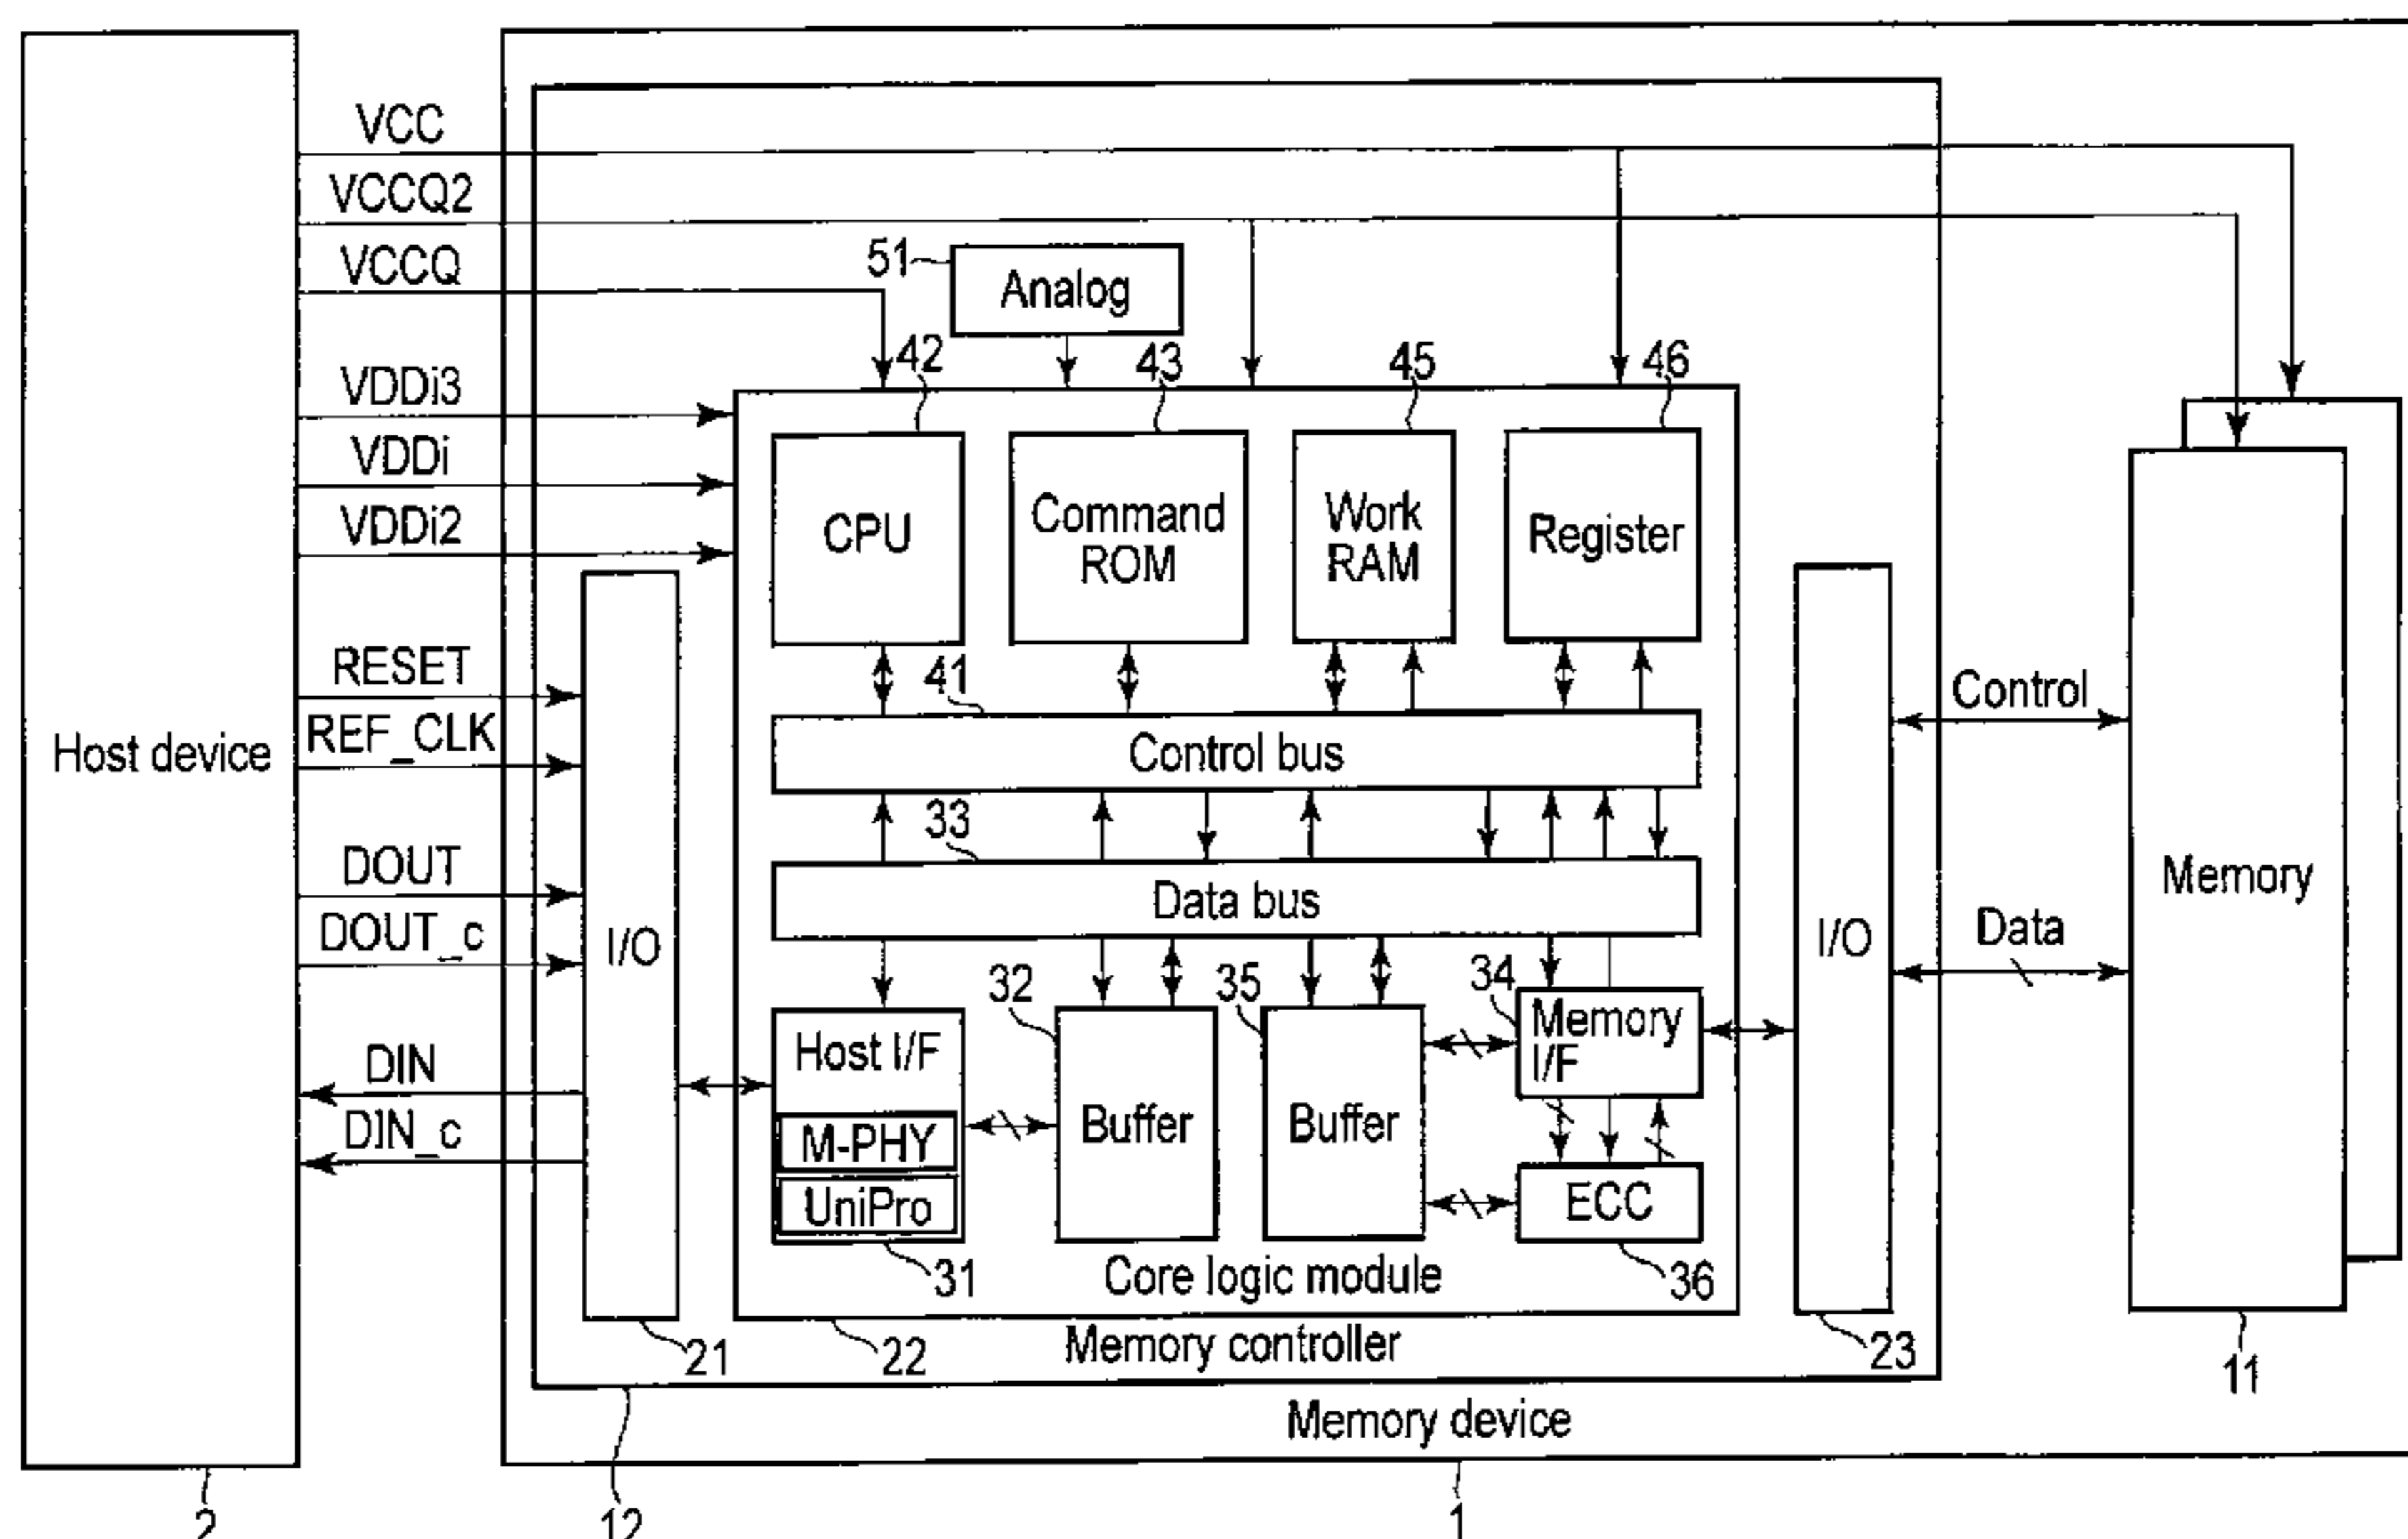 VCC
VCCQ2
VCCQ
51
Analog
VDDi3
42
43
45
46
VDDi
VDDi2
CPU
Command
ROM
Work
RAM
Register
RESET
41
Control
REF_CLK
Host device
Control bus
33
DOUT
Data bus
Memory
DOUT_c
I/O
I/O
Data
32
35
34
DIN
Host I/F
Memory
I/F
DIN_c
M-PHY
Buffer
Buffer
UniPro
ECC
31
Core logic module
36
21
22
Memory controller
23
11
Memory device
2
12
1